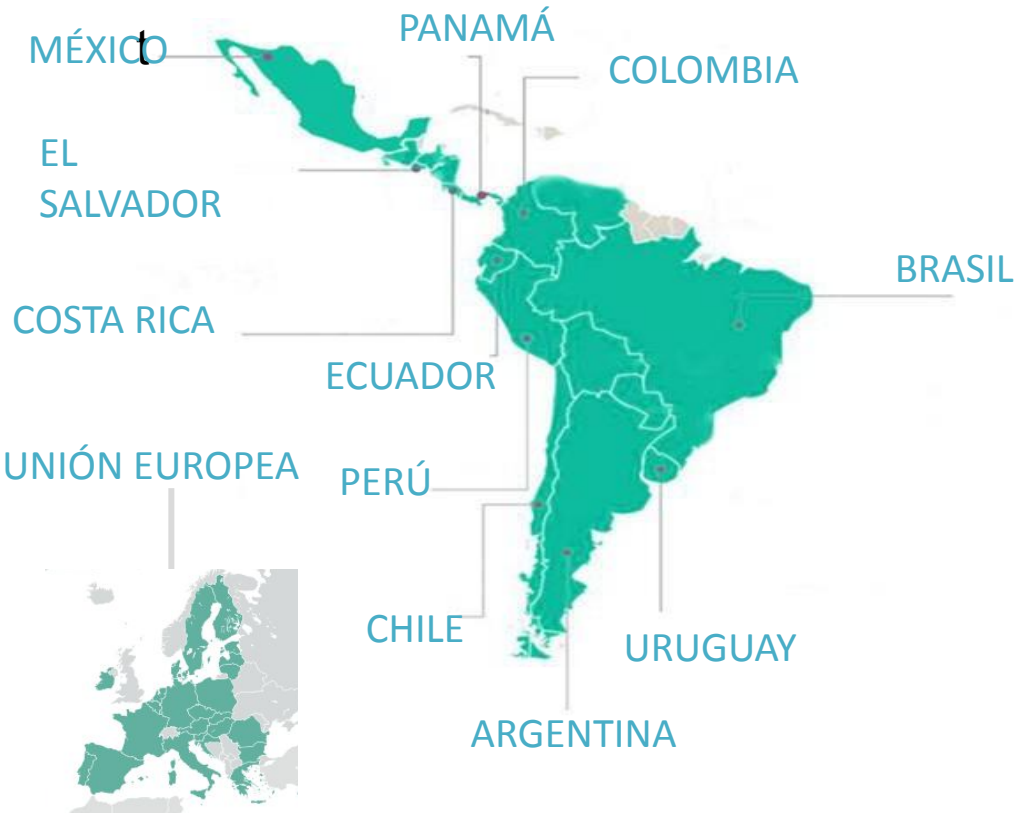 PANAMÁ
MÉXICO
t
COLOMBIA
EL
SALVADOR
BRASIL
COSTA RICA
ECUADOR
UNIÓN EUROPEA
PERÚ
CHILE
URUGUAY
ARGENTINA